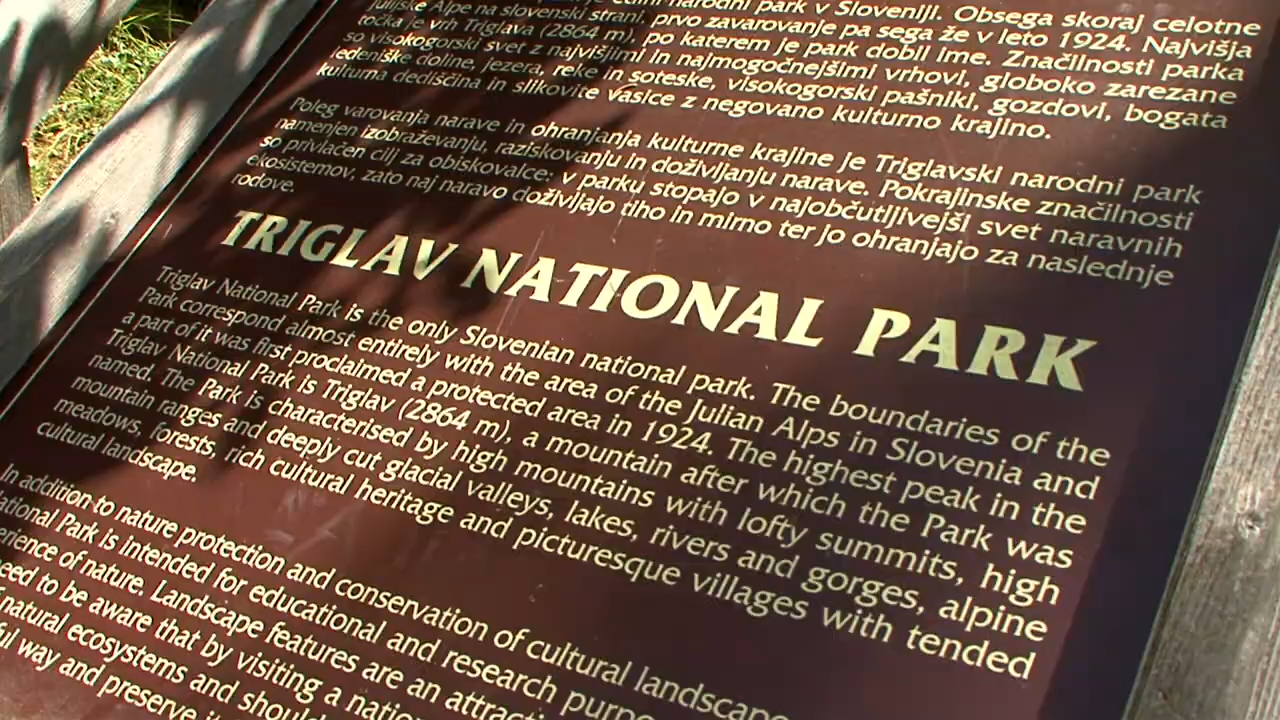 edini narodni park v Sloveniji. Obsega skoraj celotne
Julijske Alpe na slovenski strani, prvo zavarovanje pa sega že v leto 1924. Najvišja
točka je vrh Triglava (2864 m), po katerem je park dobil ime. Značilnosti parka
so visokogorski svet z najvišjimi in najmogočnejšimi vrhovi, globoko zarezane
ledeniške doline, jezera, reke in soteske, visokogorski pašniki, gozdovi, bogata
kulturna dediščina in slikovite vasice z negovano kulturno krajino.
Poleg varovanja narave in ohranjanja kulturne krajine je Triglavski narodni park
namenjen izobraževanju, raziskovanju in doživljanju narave. Pokrajinske značilnosti
so privlačen cilj za obiskovalce; v parku stopajo v najobčutljivejši svet naravnih
ekosistemov, zato naj naravo doživljajo tiho in mirno ter jo ohranjajo za naslednje
rodove.
TRIGLAV NATIONAL PARK
Triglav National Park is the only Slovenian national park. The boundaries of the
Park correspond almost entirely with the area of the Julian Alps in Slovenia and
a part of it was first proclaimed a protected area in 1924. The highest peak in the
Triglav National Park is Triglav (2864 m), a mountain after which the Park was
named. The Park is characterised by high mountains with lofty summits, high
mountain ranges and deeply cut glacial valleys, lakes, rivers and gorges, alpine
meadows, forests, rich cultural heritage and picturesque villages with tended
cultural landscape.
In addition to nature protection and conservation of cultural landscape
National Park is intended for educational and research purpo
erience of nature. Landscape features are an attracti
eed to be aware that by visiting a natio
natural ecosystems and should
ful way and preserve it